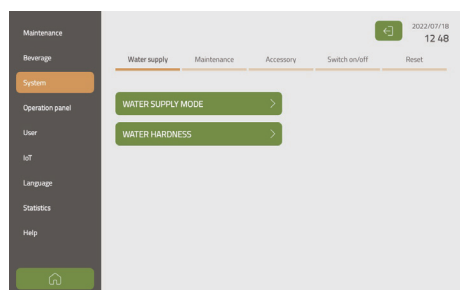 Maintenance
Beverage
System
Operation panel
User
IoT
Language
Statistics
Help
2022/07/18
12 48
Water supply Maintenance Accessory Switch on/off Reset
WATER SUPPLY MODE
WATER HARDNESS